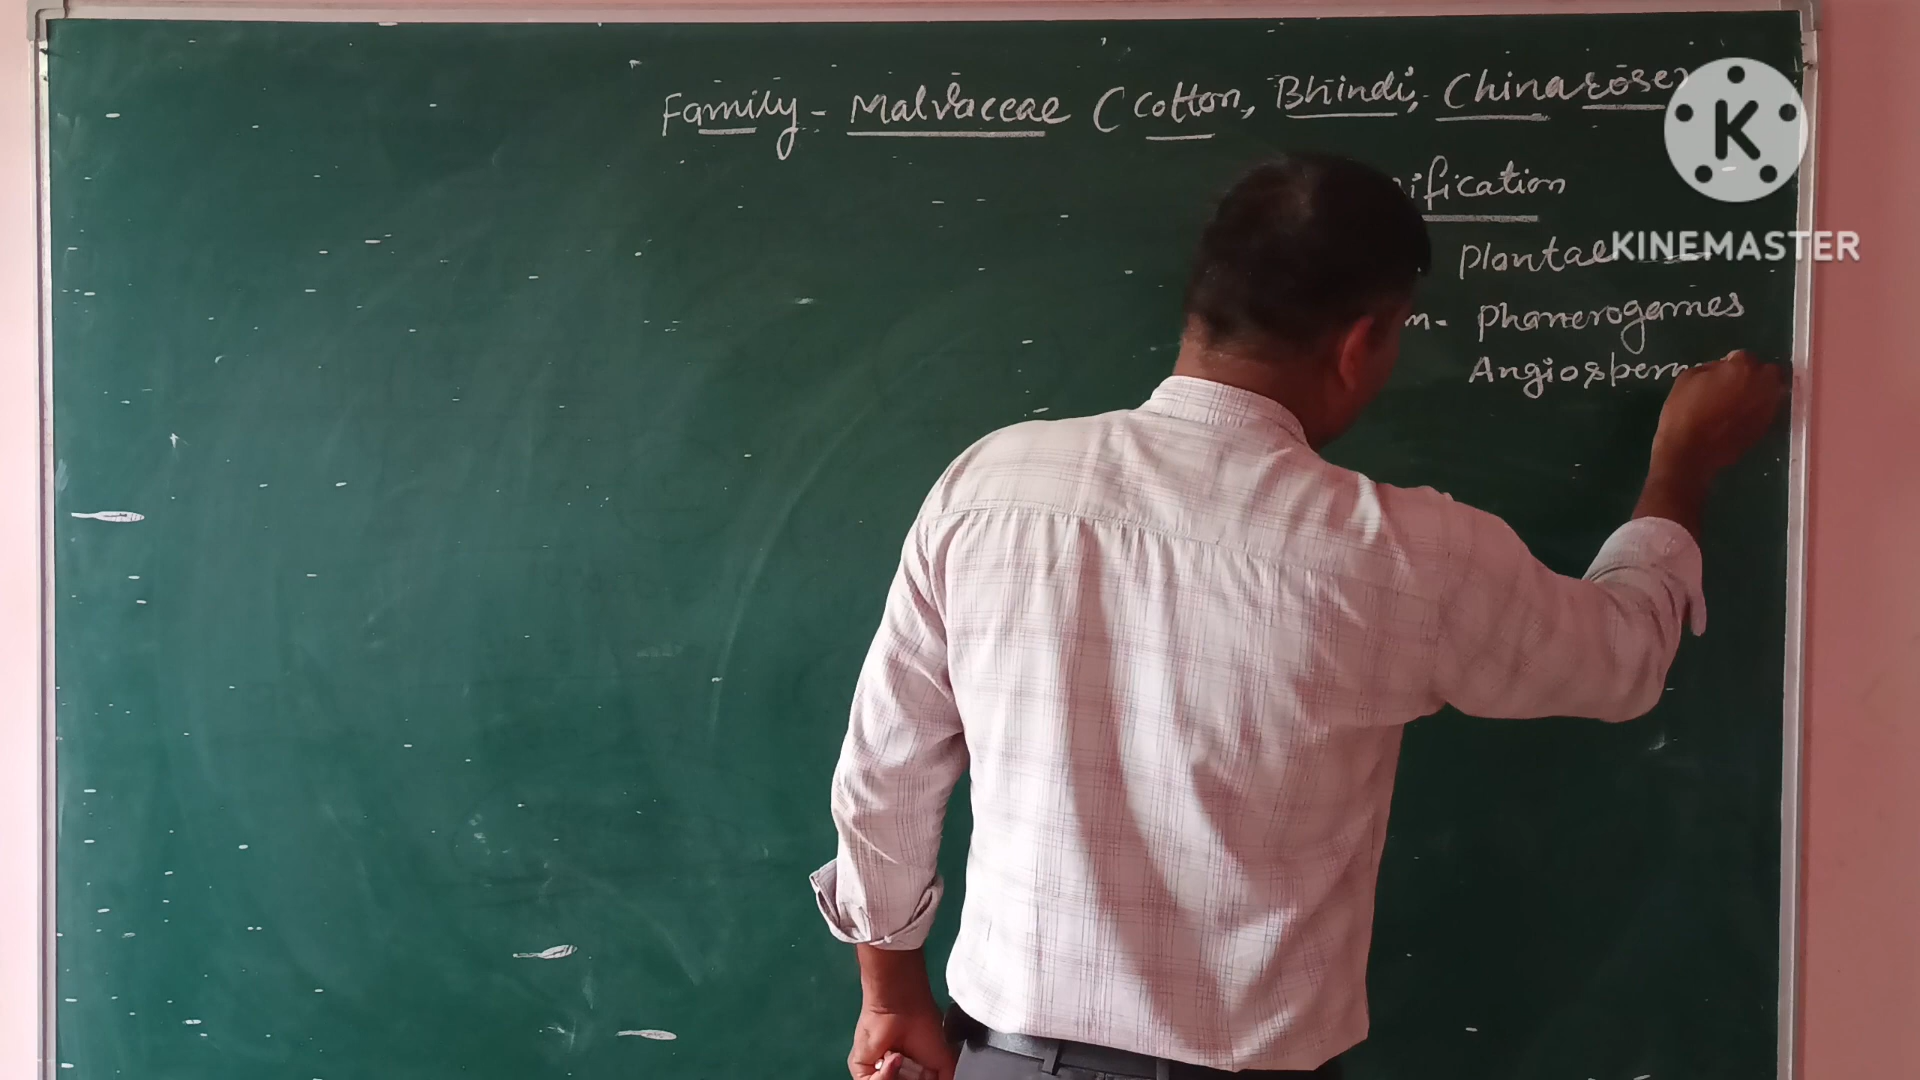 Family - Malvaceae (Cotton, Bhindi, Chinarose)
ification
Plantae
m- Phanerogames
Angiosperm
K
KINEMASTER